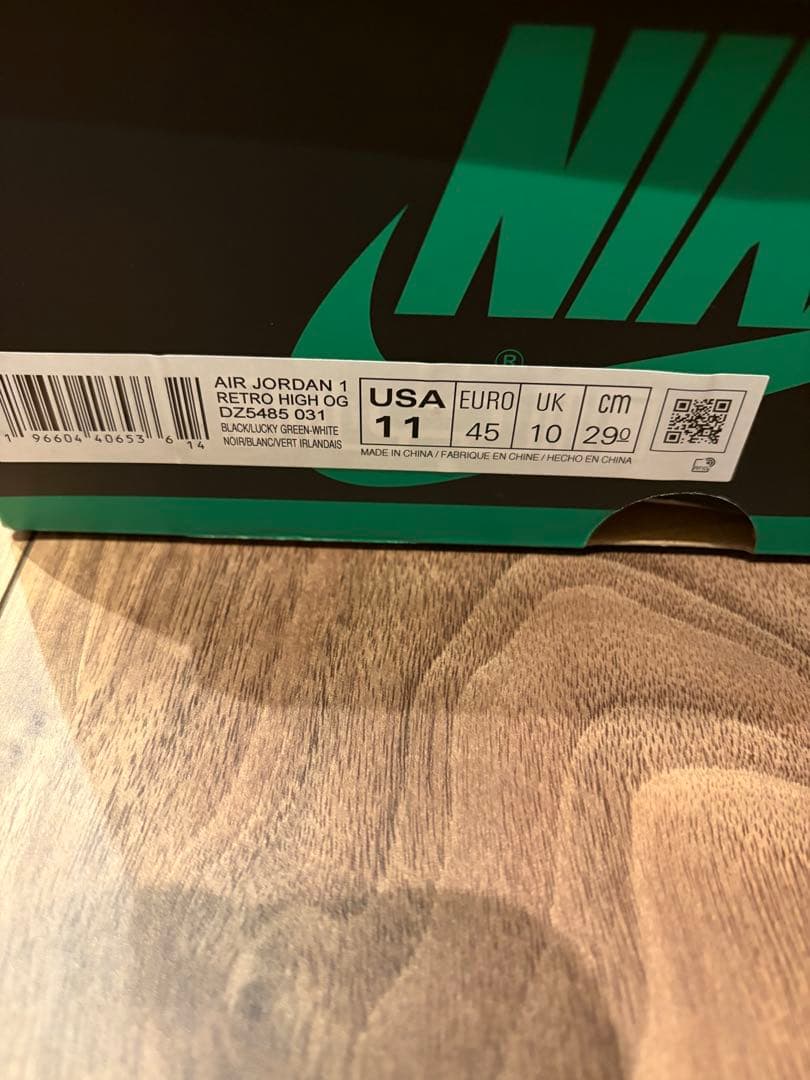 NIK
®
AIR JORDAN 1
RETRO HIGH OG
DZ5485 031
BLACK/LUCKY GREEN-WHITE
NOIR/BLANC/VERT IRLANDAIS
1 96604 40653 6 14
USA EURO UK cm
11 45 10 290
MADE IN CHINA / FABRIQUE EN CHINE / HECHO EN CHINA